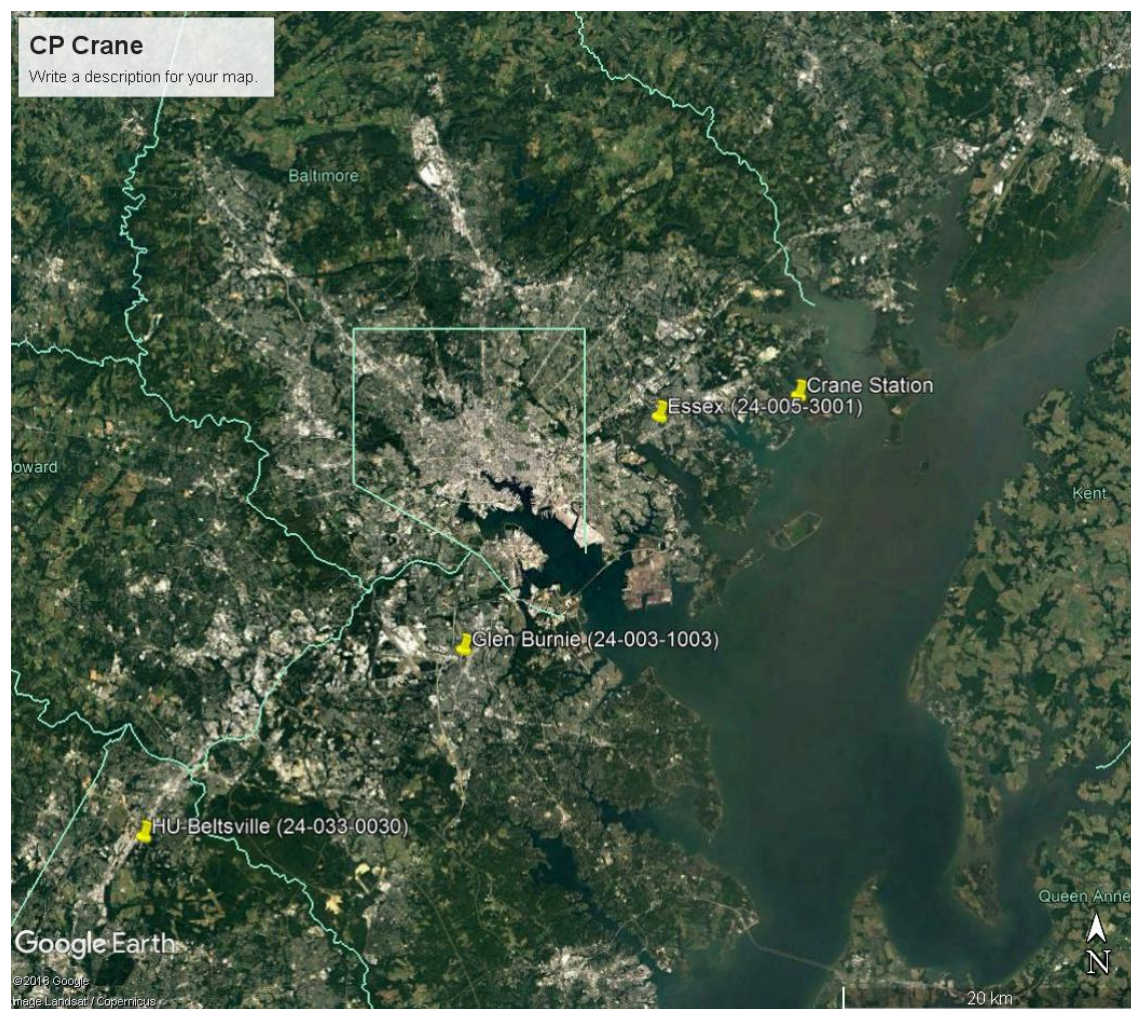 CP Crane
Write a description for your map.
Baltimore
Crane Station
Essex (24-005-3001)
oward
Kent
Glen Burnie (24-003-1003)
HU-Beltsville (24-033-0030)
Queen Anne
Google Earth
N
©2018 Google
Image Landsat / Copernicus
20 km